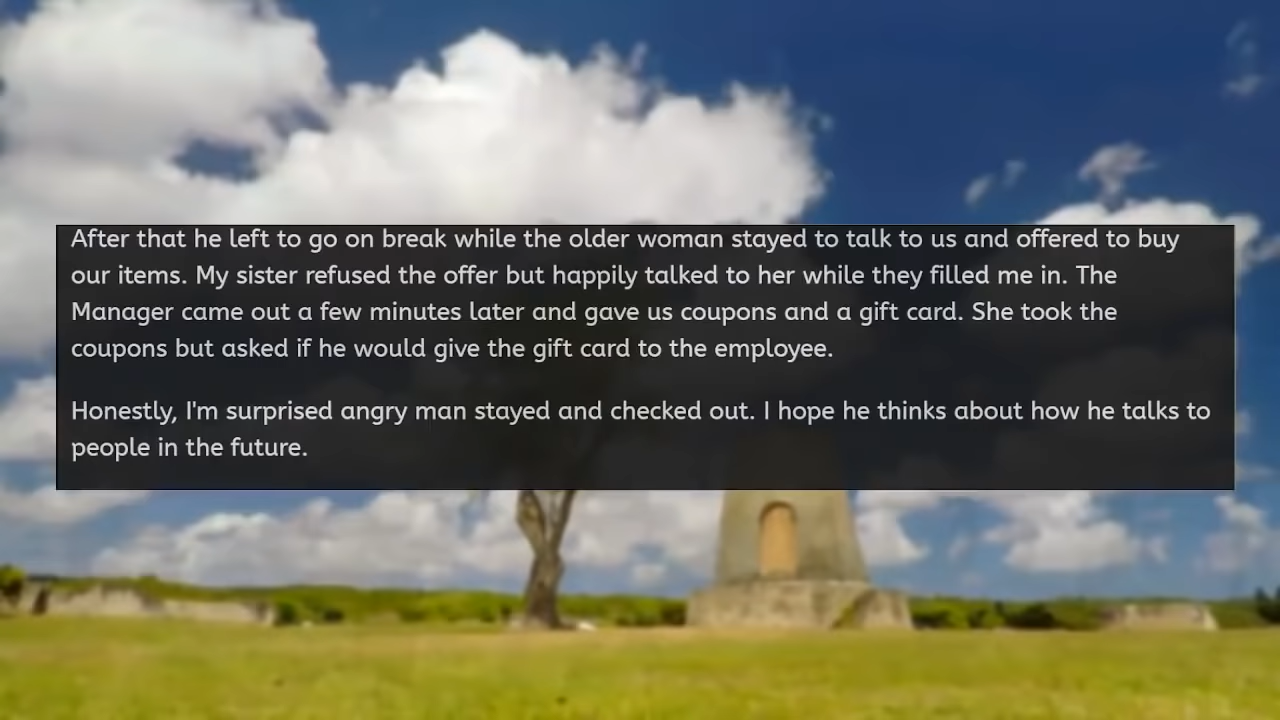 After that he left to go on break while the older woman stayed to talk to us and offered to buy
our items. My sister refused the offer but happily talked to her while they filled me in. The
Manager came out a few minutes later and gave us coupons and a gift card. She took the
coupons but asked if he would give the gift card to the employee.
Honestly, I'm surprised angry man stayed and checked out. I hope he thinks about how he talks to
people in the future.